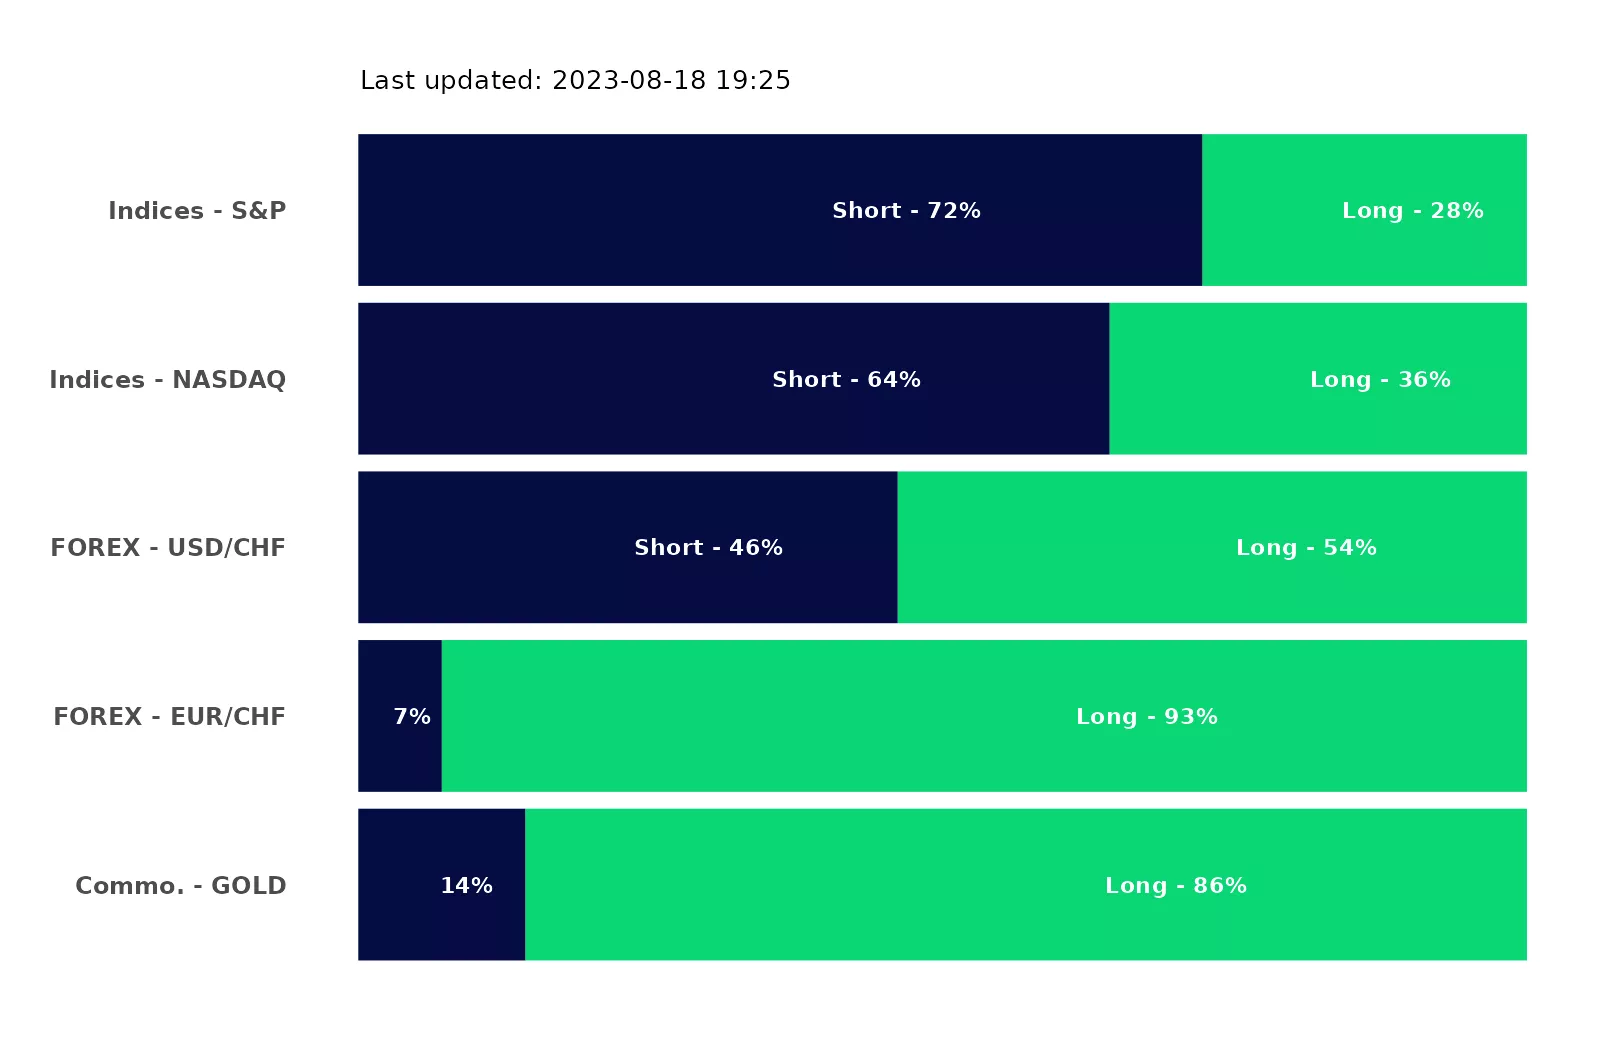 Last updated: 2023-08-18 19:25
Indices - S&P Short - 72% Long - 28%
Indices - NASDAQ Short - 64% Long - 36%
FOREX - USD/CHF Short - 46% Long - 54%
FOREX - EUR/CHF 7% Long - 93%
Commo. - GOLD 14% Long - 86%